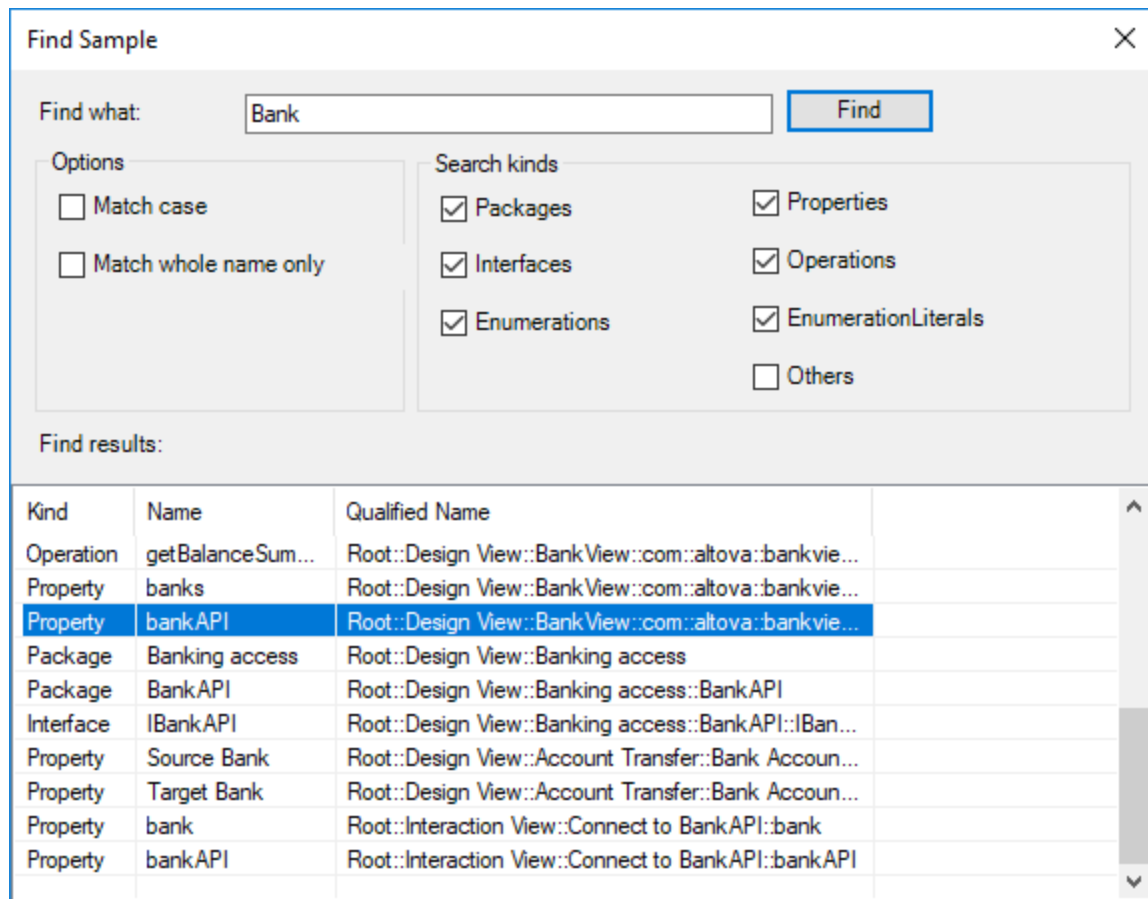 Find Sample
Find what: Bank Find
Options
Match case
Match whole name only
Search kinds
Packages Properties
Interfaces Operations
Enumerations EnumerationLiterals
Others
Find results:
Kind Name Qualified Name
Operation getBalanceSum... Root::Design View::BankView::com::altova::bankvie...
Property banks Root::Design View::BankView::com::altova::bankvie...
Property bankAPI Root::Design View::BankView::com::altova::bankvie...
Package Banking access Root::Design View::Banking access
Package BankAPI Root::Design View::Banking access::BankAPI
Interface IBankAPI Root::Design View::Banking access::BankAPI::IBan...
Property Source Bank Root::Design View::Account Transfer::Bank Accoun...
Property Target Bank Root::Design View::Account Transfer::Bank Accoun...
Property bank Root::Interaction View::Connect to BankAPI::bank
Property bankAPI Root::Interaction View::Connect to BankAPI::bankAPI